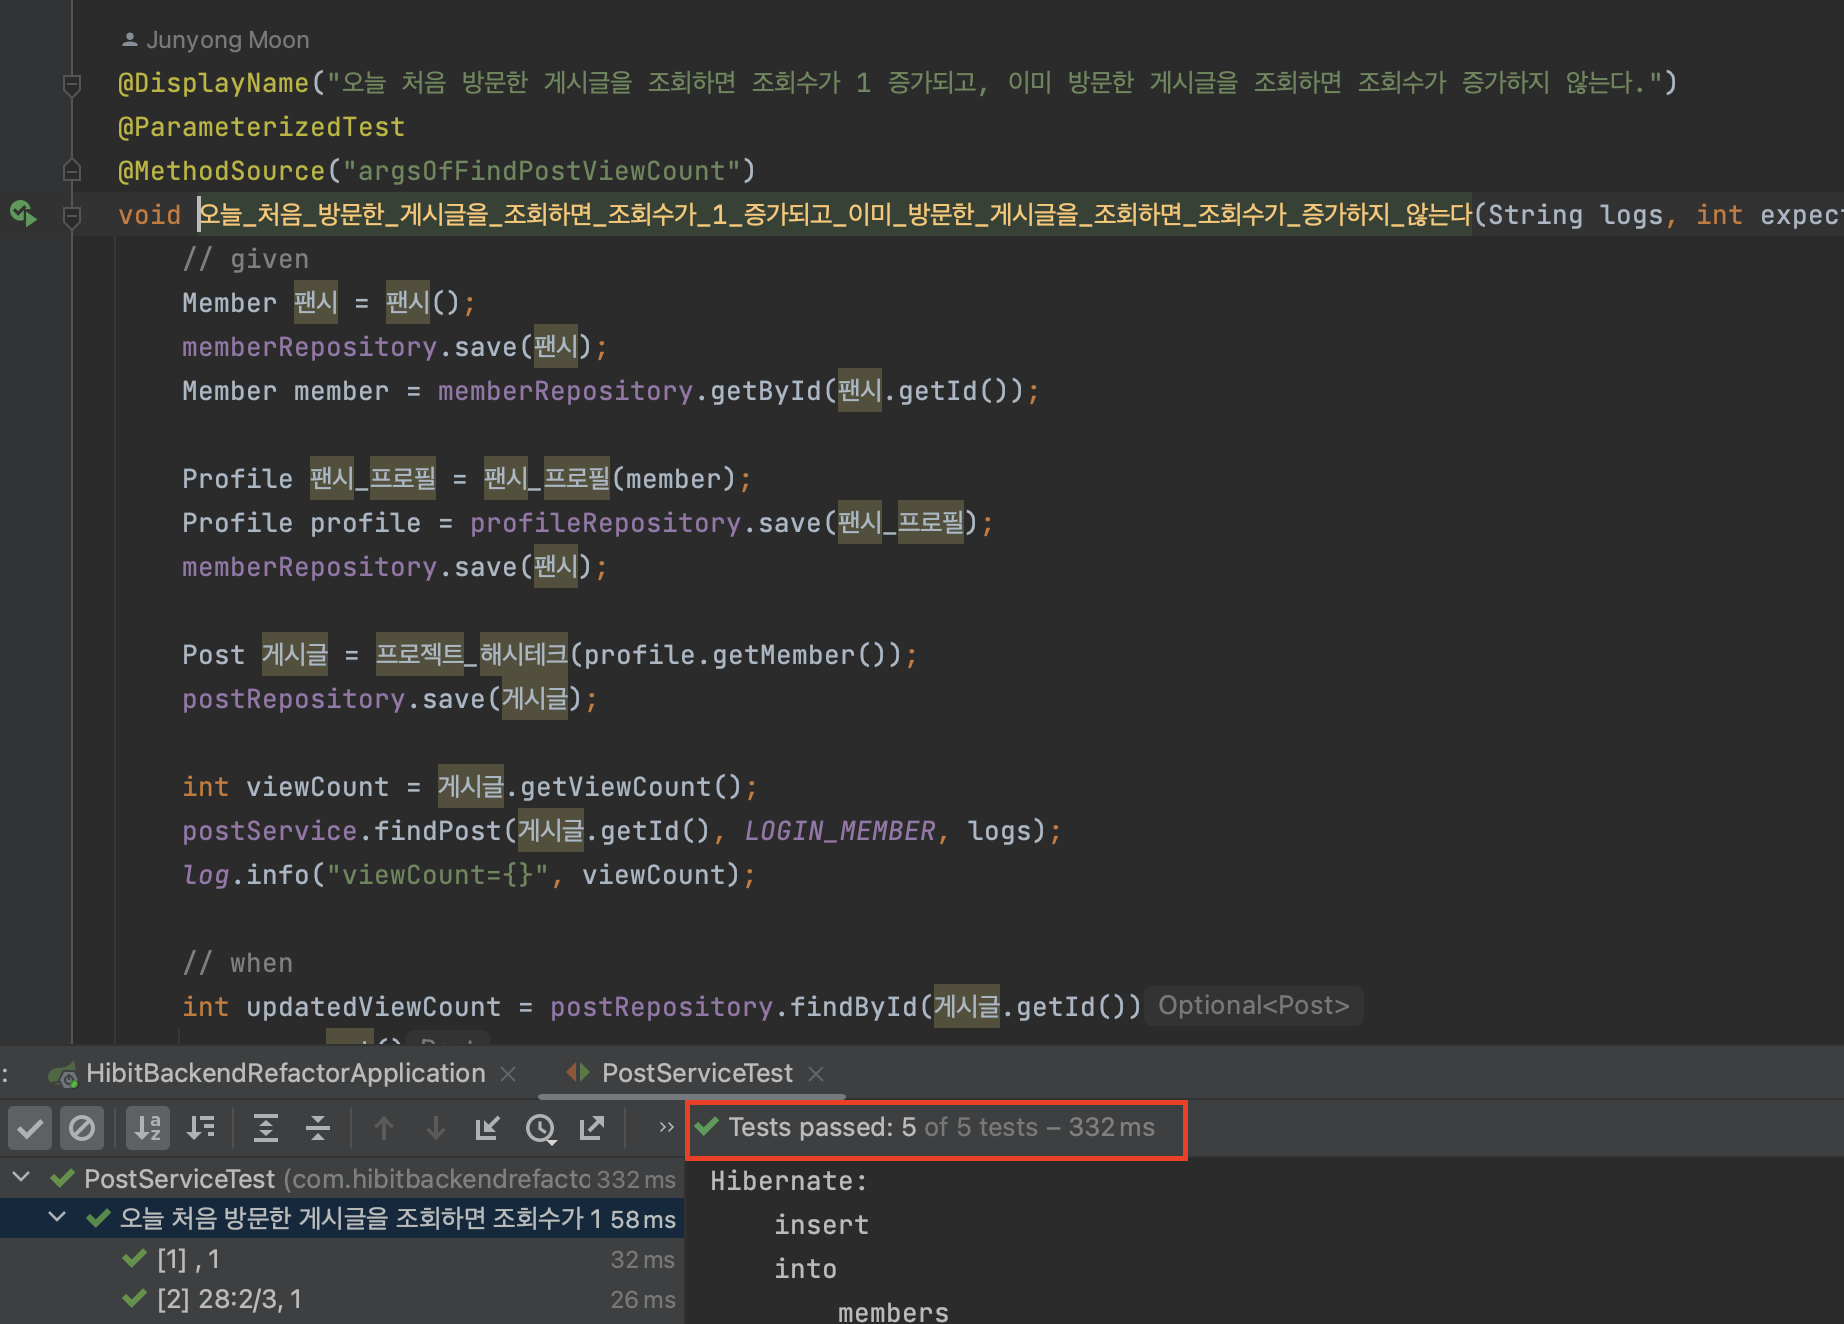 Junyong Moon
@DisplayName("오늘 처음 방문한 게시글을 조회하면 조회수가 1 증가되고, 이미 방문한 게시글을 조회하면 조회수가 증가하지 않는다.")
@ParameterizedTest
@MethodSource("argsOfFindPostViewCount")
void 오늘_처음_방문한_게시글을_조회하면_조회수가_1_증가되고_이미_방문한_게시글을_조회하면_조회수가_증가하지_않는다(String logs, int expec
// given
Member 팬시 = 팬시();
memberRepository.save(팬시);
Member member = memberRepository.getById(팬시.getId());
Profile 팬시_프로필 = 팬시_프로필(member);
Profile profile = profileRepository.save(팬시_프로필);
memberRepository.save(팬시);
Post 게시글 = 프로젝트_해시테크(profile.getMember());
postRepository.save(게시글);
int viewCount = 게시글.getViewCount();
postService.findPost(게시글.getId(), LOGIN_MEMBER, logs);
log.info("viewCount={}", viewCount);
// when
int updatedViewCount = postRepository.findById(게시글.getId()) Optional<Post>
: HibitBackendRefactorApplication × PostServiceTest ×
>> Tests passed: 5 of 5 tests – 332 ms
PostServiceTest (com.hibitbackendrefacto 332 ms
오늘 처음 방문한 게시글을 조회하면 조회수가 1 58 ms
[1] , 1 32 ms
[2] 28:2/3, 1 26 ms
Hibernate:
insert
into
members